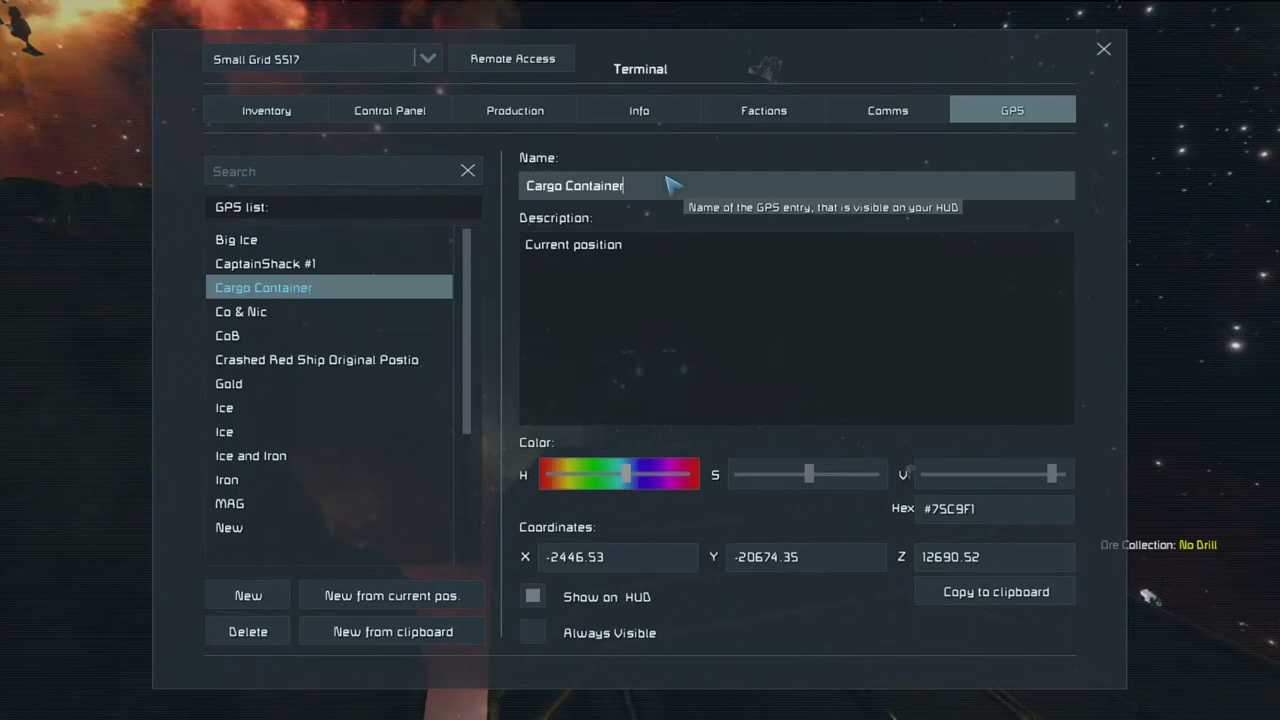 Small Grid 5517
Remote Access
Terminal
Inventory
Control Panel
Production
Info
Factions
Comms
GPS
Search
GPS list:
Big Ice
CaptainShack #1
Cargo Container
Co & Nic
CoB
Crashed Red Ship Original Postio
Gold
Ice
Ice
Ice and Iron
Iron
MAG
New
New
New from current pos.
Delete
New from clipboard
Name:
Cargo Container
Name of the GPS entry, that is visible on your HUD
Description:
Current position
Color:
H
S
V
Hex #75C9F1
Coordinates:
X -2446.53 Y -20674.35 Z 12690.52
Show on HUD
Copy to clipboard
Always Visible
Ore Collection: No Drill